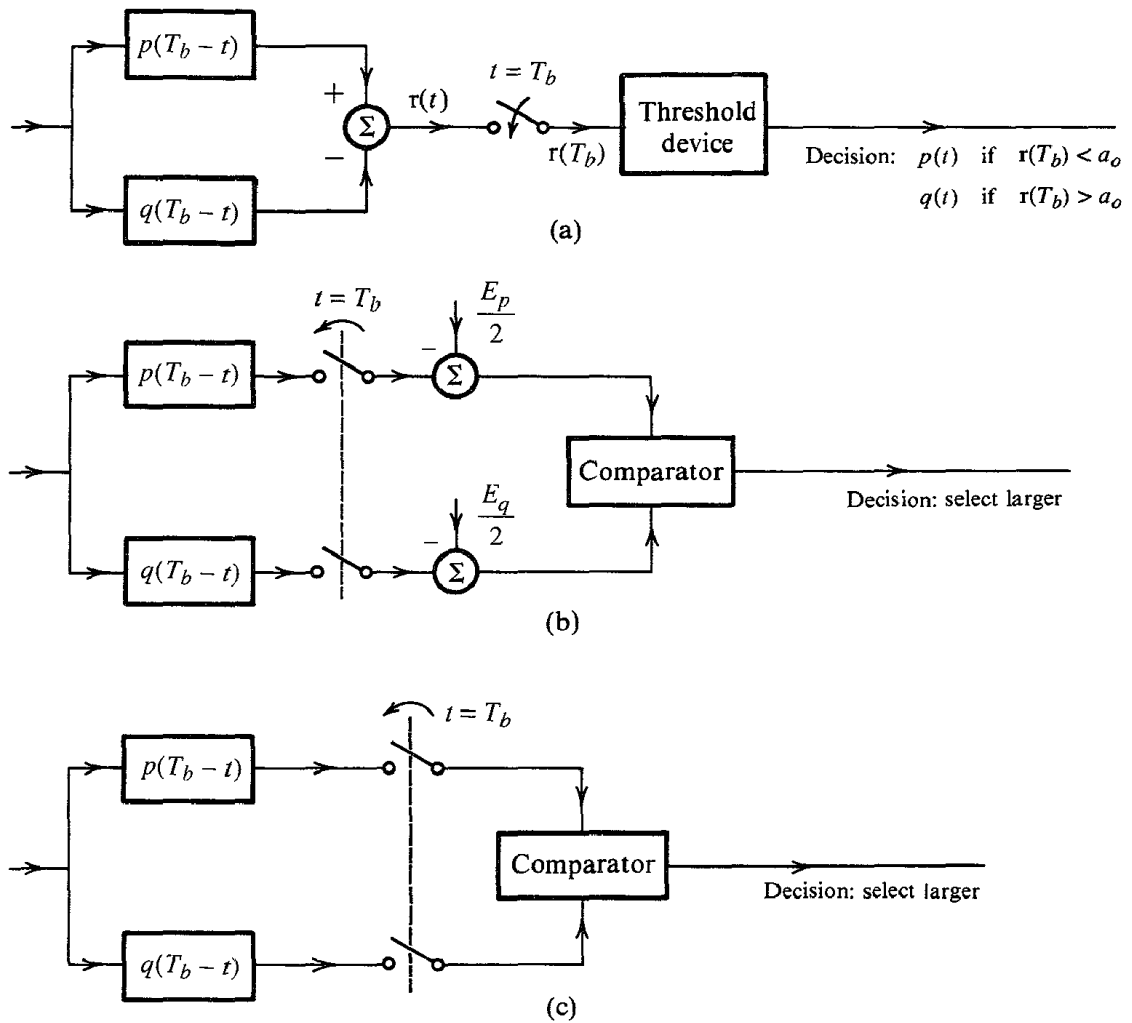 p(T_b − t)
t = T_b
+
r(t)
Σ
−
r(T_b)
Threshold
device
Decision: p(t) if r(T_b) < a_o
q(t) if r(T_b) > a_o
q(T_b − t)
(a)
t = T_b
E_p
2
−
p(T_b − t)
Σ
Comparator
Decision: select larger
E_q
2
−
q(T_b − t)
Σ
(b)
t = T_b
p(T_b − t)
Comparator
Decision: select larger
q(T_b − t)
(c)